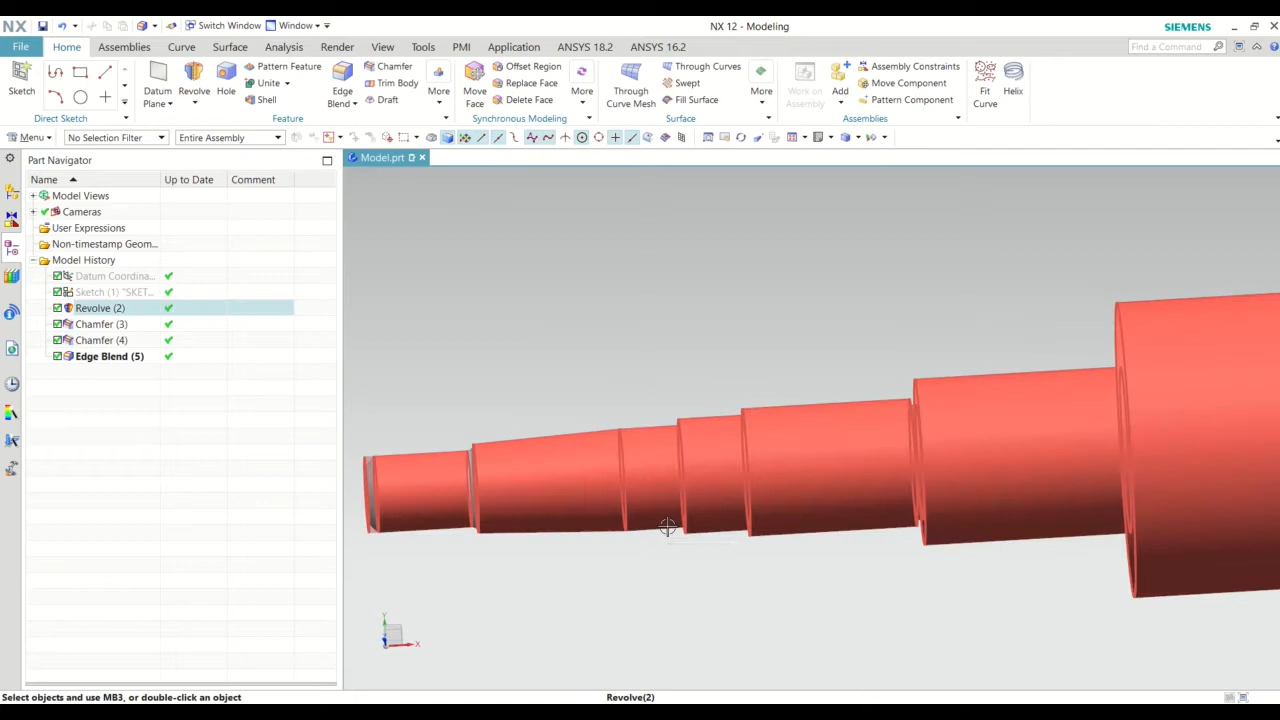 NX Switch Window Window NX 12 - Modeling SIEMENS
File Home Assemblies Curve Surface Analysis Render View Tools PMI Application ANSYS 18.2 ANSYS 16.2 Find a Command
Sketch
Direct Sketch
Datum Plane
Revolve
Hole
Pattern Feature
Unite
Shell
Edge Blend
Chamfer
Trim Body
Draft
More
Feature
Move Face
Offset Region
Replace Face
Delete Face
More
Synchronous Modeling
Through Curve Mesh
Through Curves
Swept
Fill Surface
More
Surface
Work on Assembly
Add
Assembly Constraints
Move Component
Pattern Component
Assemblies
Fit Curve
Helix
Menu No Selection Filter Entire Assembly
Part Navigator
Model.prt
Name Up to Date Comment
Model Views
Cameras
User Expressions
Non-timestamp Geom...
Model History
Datum Coordina...
Sketch (1) "SKET...
Revolve (2)
Chamfer (3)
Chamfer (4)
Edge Blend (5)
Y
X
Select objects and use MB3, or double-click an object Revolve(2)